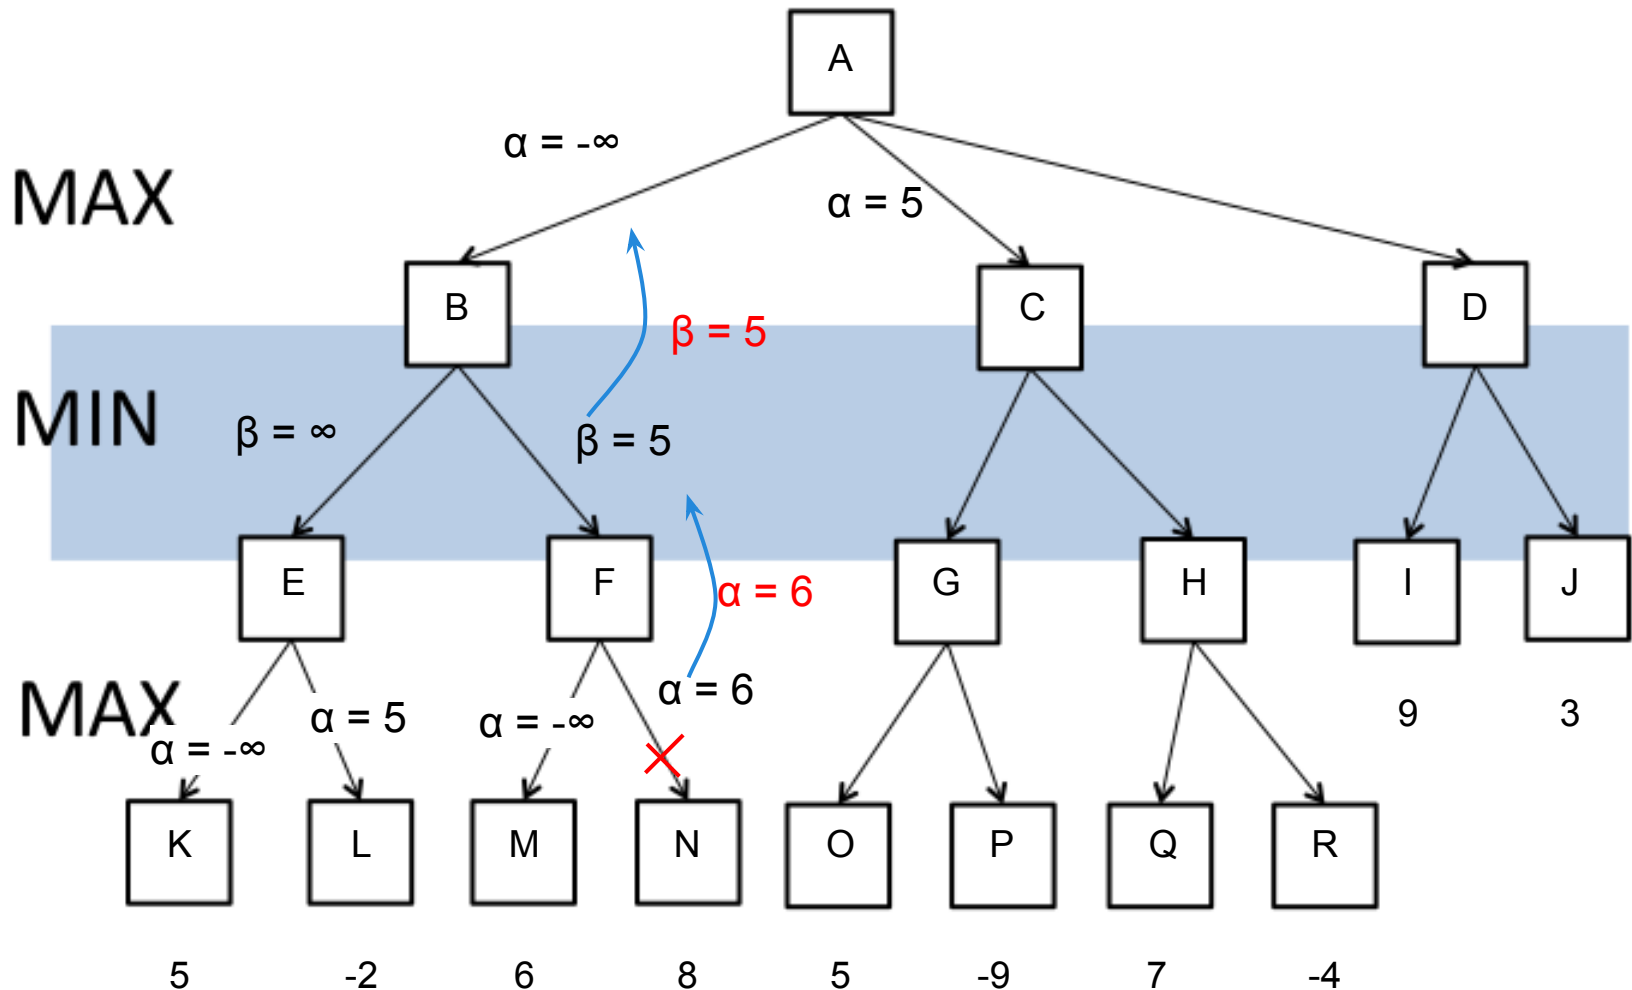 A
α = -∞
MAX
α = 5
B
C
D
β = 5
MIN
β = ∞
β = 5
E
F
G
H
I
J
α = 6
MAX
α = 6
α = 5
α = -∞
α = -∞
9
3
K
L
M
N
O
P
Q
R
5
-2
6
8
5
-9
7
-4